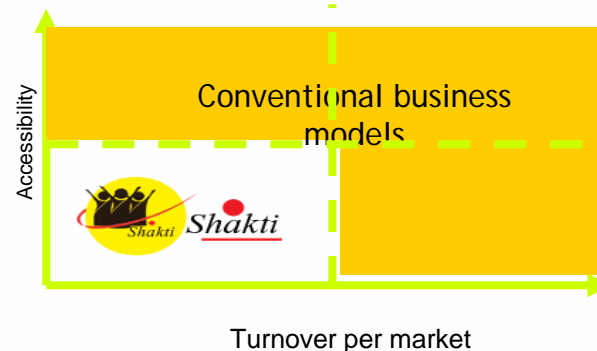 Conventional business
models
Accessibility
Shakti
Shakti
Turnover per market